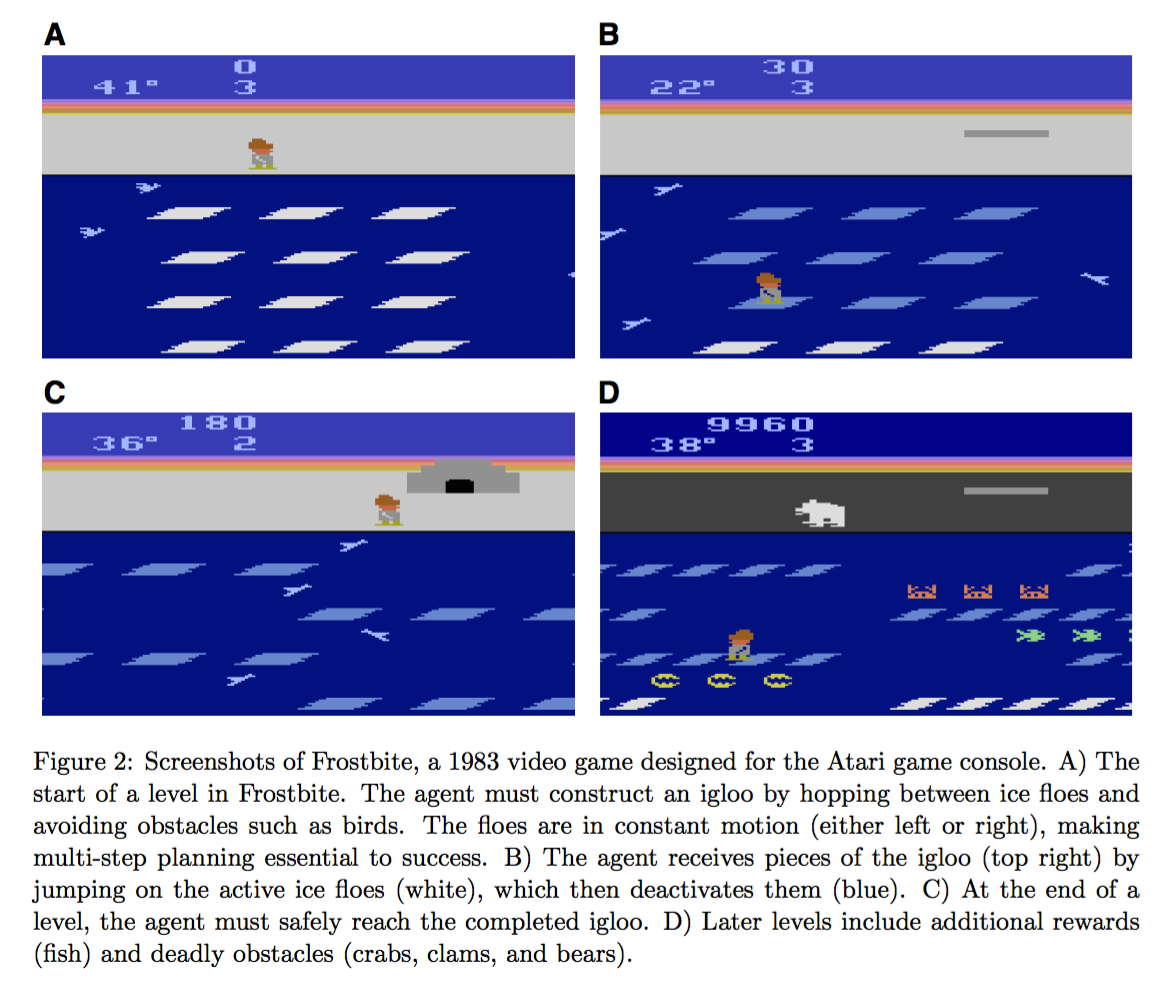 A
B
0
41° 3
30
22° 3
C
D
180
36° 2
9960
38° 3
Figure 2: Screenshots of Frostbite, a 1983 video game designed for the Atari game console. A) The
start of a level in Frostbite. The agent must construct an igloo by hopping between ice floes and
avoiding obstacles such as birds. The floes are in constant motion (either left or right), making
multi-step planning essential to success. B) The agent receives pieces of the igloo (top right) by
jumping on the active ice floes (white), which then deactivates them (blue). C) At the end of a
level, the agent must safely reach the completed igloo. D) Later levels include additional rewards
(fish) and deadly obstacles (crabs, clams, and bears).